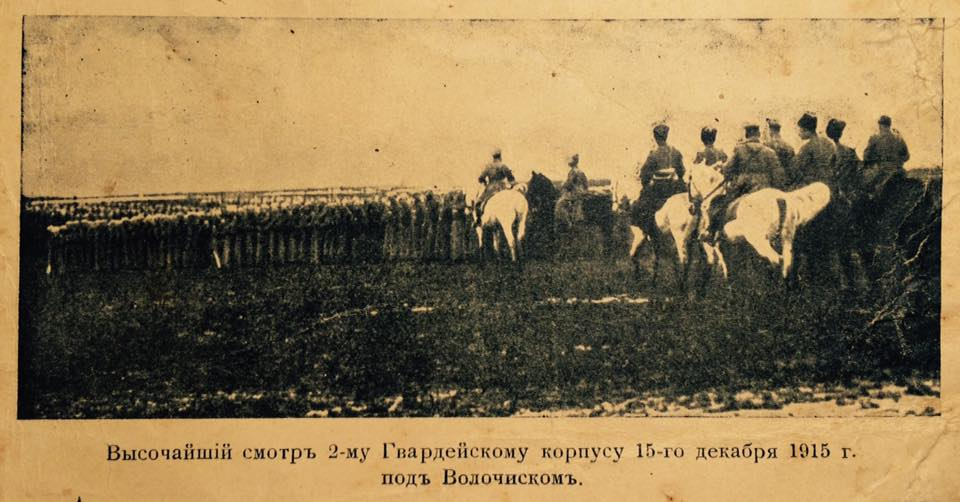 Высочайшій смотръ 2-му Гвардейскому корпусу 15-го декабря 1915 г.
подъ Волочискомъ.